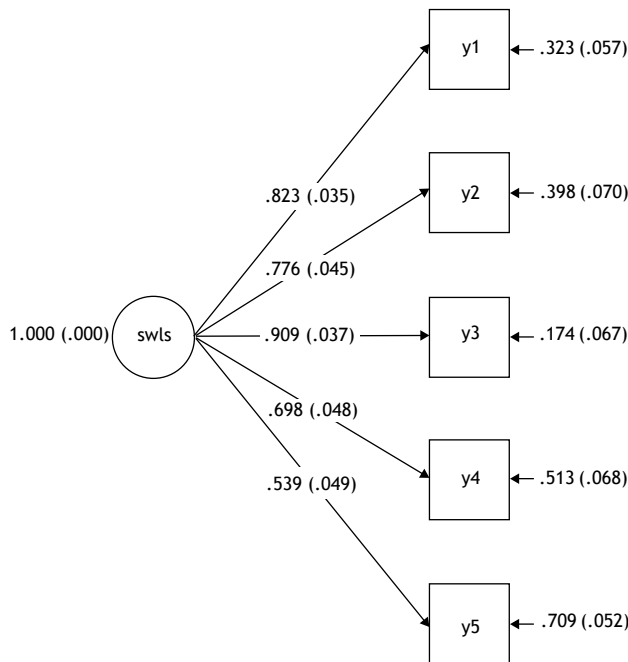 y1
.323 (.057)
.823 (.035)
y2
.398 (.070)
.776 (.045)
1.000 (.000)
swls
.909 (.037)
y3
.174 (.067)
.698 (.048)
y4
.513 (.068)
.539 (.049)
y5
.709 (.052)